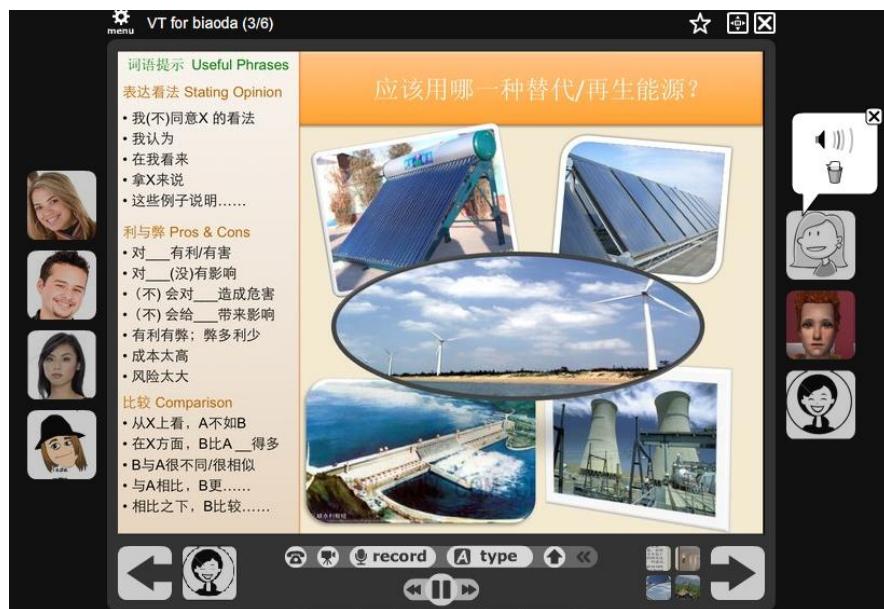 menu
VT for biaoda (3/6)
词语提示 Useful Phrases
表达看法 Stating Opinion
• 我(不)同意X 的看法
• 我认为
• 在我看来
• 拿X来说
• 这些例子说明……
利与弊 Pros & Cons
• 对___有利/有害
• 对___(没)有影响
•（不) 会对___造成危害
•（不) 会给___带来影响
• 有利有弊；弊多利少
• 成本太高
• 风险太大
比较 Comparison
• 从X上看，A不如B
• 在X方面，B比A __得多
• B与A很不同/很相似
• 与A相比，B更……
• 相比之下，B比较……
应该用哪一种替代/再生能源？
record
A type